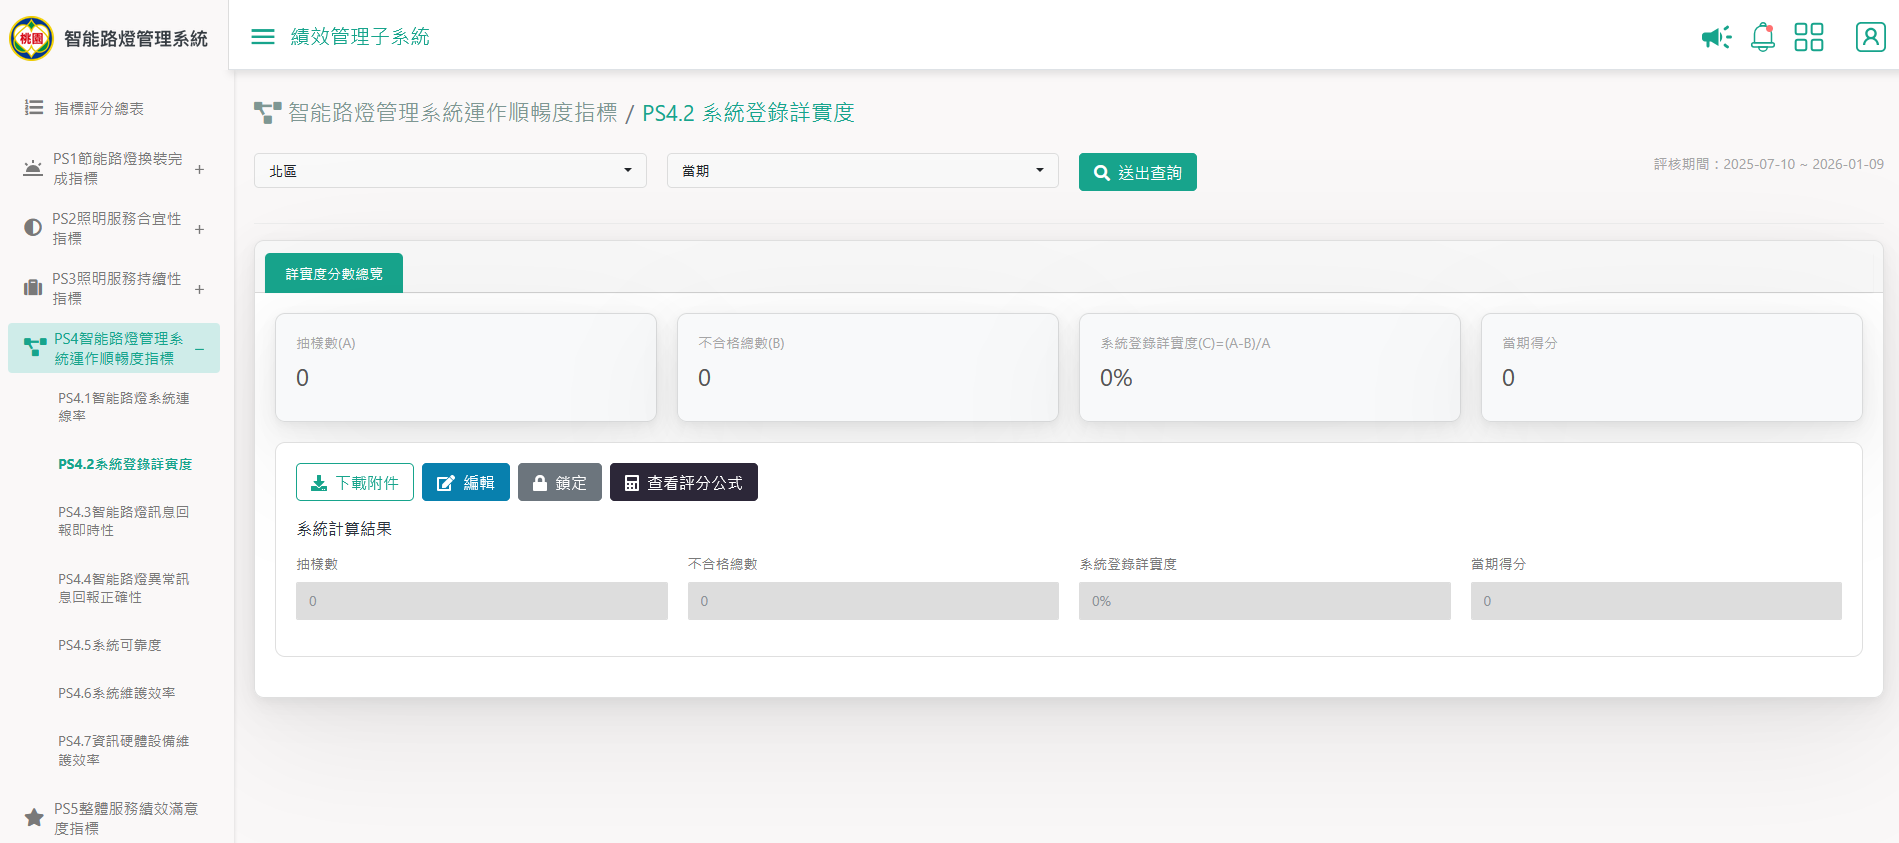 桃園
智能路燈管理系統
績效管理子系統
指標評分總表
PS1節能路燈換裝完
成指標
+
PS2照明服務合宜性
指標
+
PS3照明服務持續性
指標
+
PS4智能路燈管理系
統運作順暢度指標
−
PS4.1智能路燈系統連
線率
PS4.2系統登錄詳實度
PS4.3智能路燈訊息回
報即時性
PS4.4智能路燈異常訊
息回報正確性
PS4.5系統可靠度
PS4.6系統維護效率
PS4.7資訊硬體設備維
護效率
PS5整體服務績效滿意
度指標
智能路燈管理系統運作順暢度指標 / PS4.2 系統登錄詳實度
北區
當期
送出查詢
評核期間：2025-07-10 ~ 2026-01-09
詳實度分數總覽
抽樣數(A)
0
不合格總數(B)
0
系統登錄詳實度(C)=(A-B)/A
0%
當期得分
0
下載附件
編輯
鎖定
查看評分公式
系統計算結果
抽樣數
0
不合格總數
0
系統登錄詳實度
0%
當期得分
0